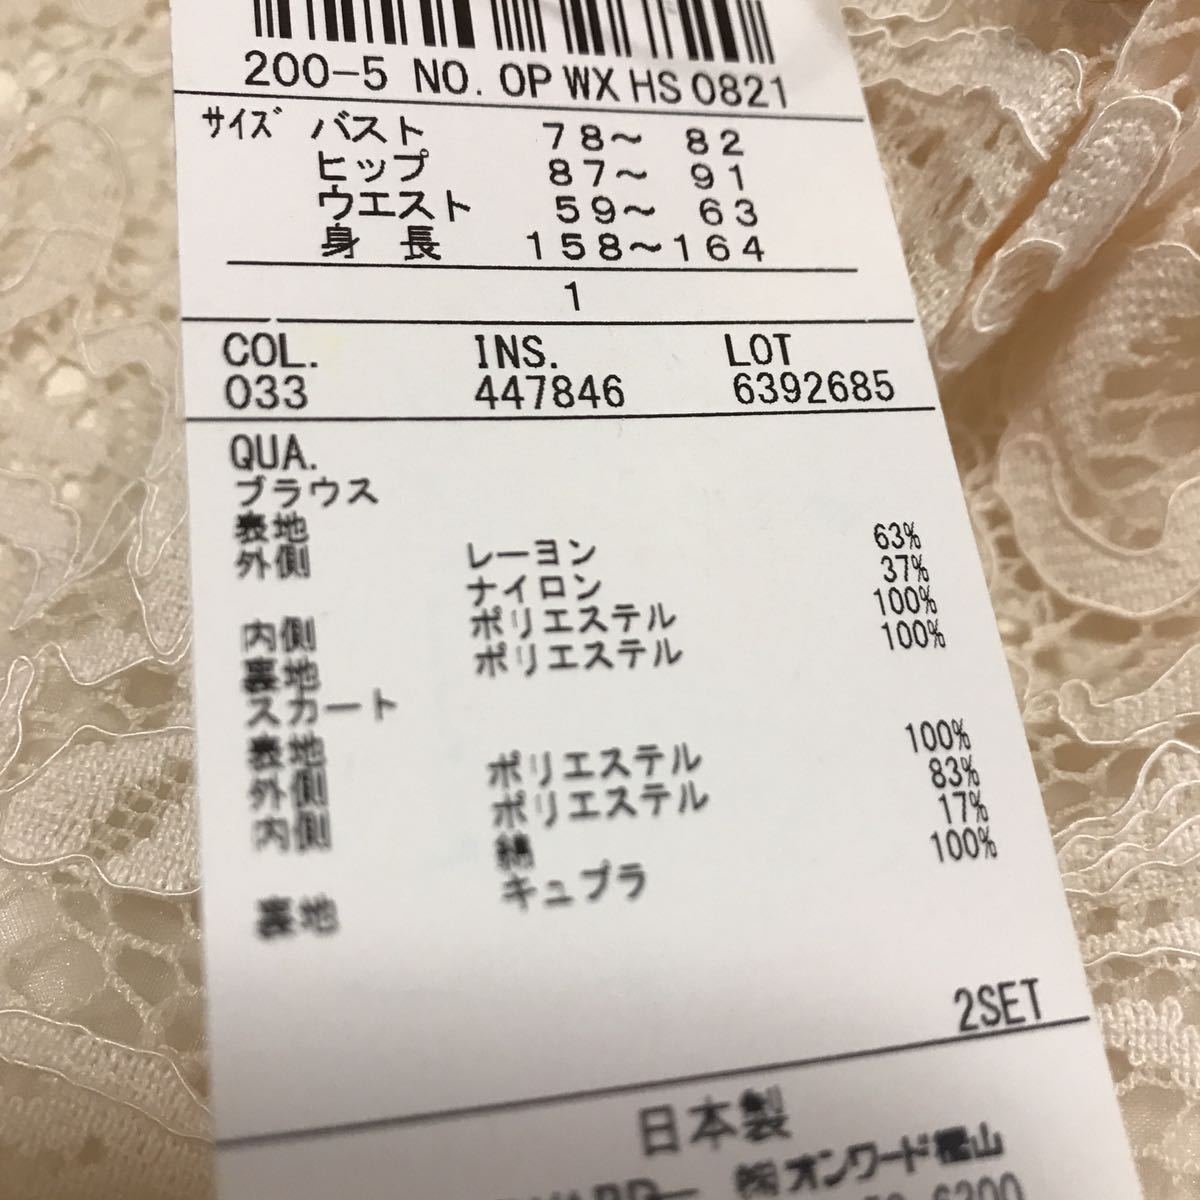 200-5 NO. OP WX HS 0821
サイズ バスト 78~ 82
ヒップ 87~ 91
ウエスト 59~ 63
身 長 158~164
1
COL. INS. LOT
033 447846 6392685
QUA.
ブラウス
表地
外側 レーヨン 63%
ナイロン 37%
内側 ポリエステル 100%
裏地 ポリエステル 100%
スカート
表地
外側 ポリエステル 100%
内側 ポリエステル 83%
綿 17%
裏地 キュプラ 100%
2SET
日本製
㈱オンワード樫山